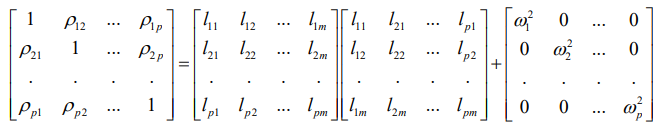 1 ρ12 ... ρ1p l11 l12 ... l1m l11 l21 ... lp1 ω1² 0 ... 0
ρ21 1 ... ρ2p = l21 l22 ... l2m l12 l22 ... lp2 + 0 ω2² ... 0
. . . . . . . . . . . . . . . .
ρp1 ρp2 ... 1 lp1 lp2 ... lpm l1m l2m ... lpm 0 0 ... ωp²